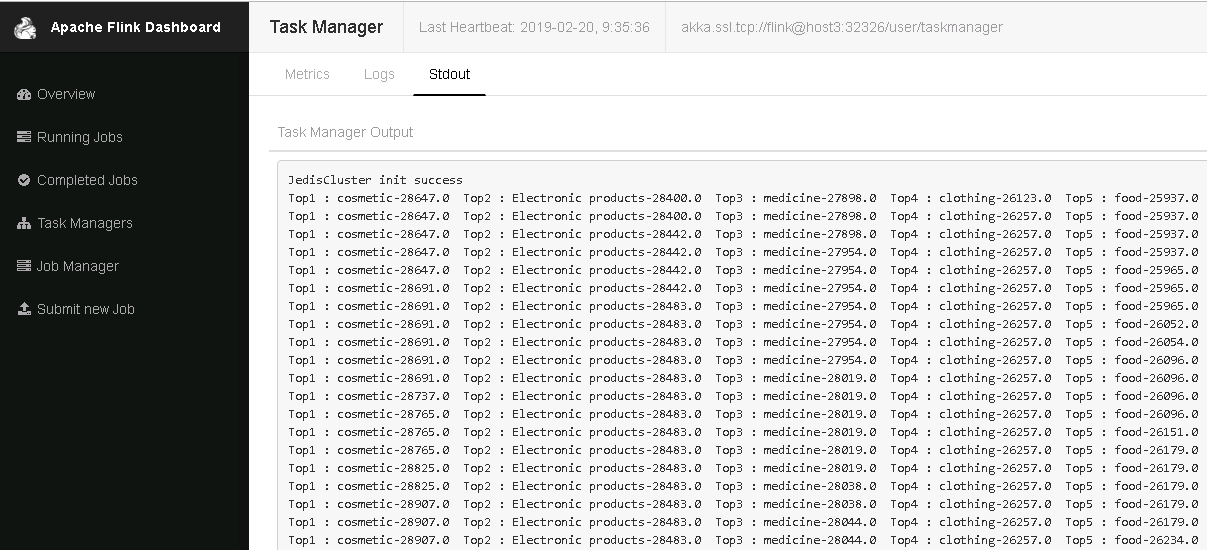 Apache Flink Dashboard
Task Manager
Last Heartbeat: 2019-02-20, 9:35:36
akka.ssl.tcp://flink@host3:32326/user/taskmanager
Overview
Running Jobs
Completed Jobs
Task Managers
Job Manager
Submit new Job
Metrics
Logs
Stdout
Task Manager Output
JedisCluster init success
Top1 : cosmetic-28647.0 Top2 : Electronic products-28400.0 Top3 : medicine-27898.0 Top4 : clothing-26123.0 Top5 : food-25937.0
Top1 : cosmetic-28647.0 Top2 : Electronic products-28400.0 Top3 : medicine-27898.0 Top4 : clothing-26257.0 Top5 : food-25937.0
Top1 : cosmetic-28647.0 Top2 : Electronic products-28442.0 Top3 : medicine-27898.0 Top4 : clothing-26257.0 Top5 : food-25937.0
Top1 : cosmetic-28647.0 Top2 : Electronic products-28442.0 Top3 : medicine-27954.0 Top4 : clothing-26257.0 Top5 : food-25937.0
Top1 : cosmetic-28647.0 Top2 : Electronic products-28442.0 Top3 : medicine-27954.0 Top4 : clothing-26257.0 Top5 : food-25965.0
Top1 : cosmetic-28691.0 Top2 : Electronic products-28442.0 Top3 : medicine-27954.0 Top4 : clothing-26257.0 Top5 : food-25965.0
Top1 : cosmetic-28691.0 Top2 : Electronic products-28483.0 Top3 : medicine-27954.0 Top4 : clothing-26257.0 Top5 : food-25965.0
Top1 : cosmetic-28691.0 Top2 : Electronic products-28483.0 Top3 : medicine-27954.0 Top4 : clothing-26257.0 Top5 : food-26052.0
Top1 : cosmetic-28691.0 Top2 : Electronic products-28483.0 Top3 : medicine-27954.0 Top4 : clothing-26257.0 Top5 : food-26054.0
Top1 : cosmetic-28691.0 Top2 : Electronic products-28483.0 Top3 : medicine-27954.0 Top4 : clothing-26257.0 Top5 : food-26096.0
Top1 : cosmetic-28691.0 Top2 : Electronic products-28483.0 Top3 : medicine-28019.0 Top4 : clothing-26257.0 Top5 : food-26096.0
Top1 : cosmetic-28737.0 Top2 : Electronic products-28483.0 Top3 : medicine-28019.0 Top4 : clothing-26257.0 Top5 : food-26096.0
Top1 : cosmetic-28765.0 Top2 : Electronic products-28483.0 Top3 : medicine-28019.0 Top4 : clothing-26257.0 Top5 : food-26096.0
Top1 : cosmetic-28765.0 Top2 : Electronic products-28483.0 Top3 : medicine-28019.0 Top4 : clothing-26257.0 Top5 : food-26151.0
Top1 : cosmetic-28765.0 Top2 : Electronic products-28483.0 Top3 : medicine-28019.0 Top4 : clothing-26257.0 Top5 : food-26179.0
Top1 : cosmetic-28825.0 Top2 : Electronic products-28483.0 Top3 : medicine-28019.0 Top4 : clothing-26257.0 Top5 : food-26179.0
Top1 : cosmetic-28825.0 Top2 : Electronic products-28483.0 Top3 : medicine-28038.0 Top4 : clothing-26257.0 Top5 : food-26179.0
Top1 : cosmetic-28907.0 Top2 : Electronic products-28483.0 Top3 : medicine-28038.0 Top4 : clothing-26257.0 Top5 : food-26179.0
Top1 : cosmetic-28907.0 Top2 : Electronic products-28483.0 Top3 : medicine-28044.0 Top4 : clothing-26257.0 Top5 : food-26179.0
Top1 : cosmetic-28907.0 Top2 : Electronic products-28483.0 Top3 : medicine-28044.0 Top4 : clothing-26257.0 Top5 : food-26234.0